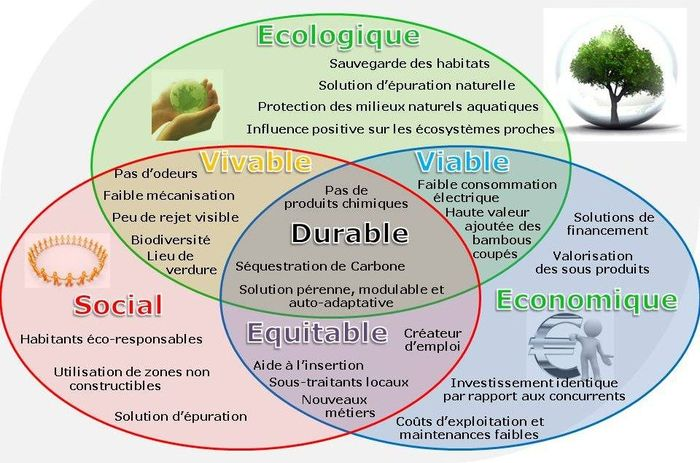 Ecologique
Sauvegarde des habitats
Solution d'épuration naturelle
Protection des milieux naturels aquatiques
Influence positive sur les écosystèmes proches
Vivable
Pas d'odeurs
Faible mécanisation
Peu de rejet visible
Biodiversité
Lieu de
verdure
Viable
Faible consommation
électrique
Haute valeur
ajoutée des
bambous
coupés
Pas de
produits chimiques
Durable
Séquestration de Carbone
Solution pérenne, modulable et
auto-adaptative
Solutions de
financement
Valorisation
des sous produits
Social
Habitants éco-responsables
Utilisation de zones non
constructibles
Solution d'épuration
Equitable
Créateur
d'emploi
Aide à l'insertion
Sous-traitants locaux
Nouveaux
métiers
Economique
Investissement identique
par rapport aux concurrents
Coûts d'exploitation et
maintenances faibles